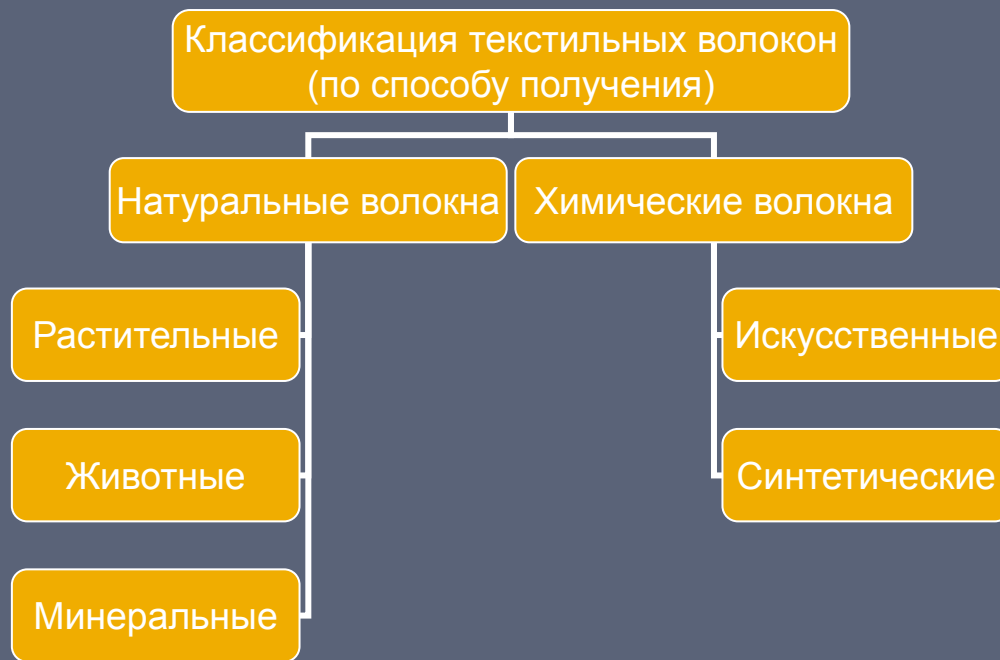 Классификация текстильных волокон
(по способу получения)
Натуральные волокна
Химические волокна
Растительные
Искусственные
Животные
Синтетические
Минеральные